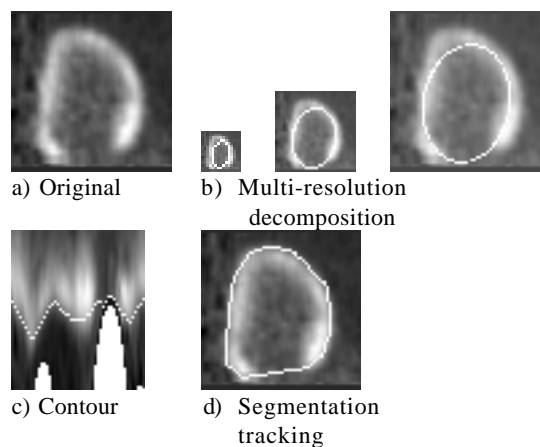 a) Original
b) Multi-resolution
decomposition
c) Contour
d) Segmentation
tracking